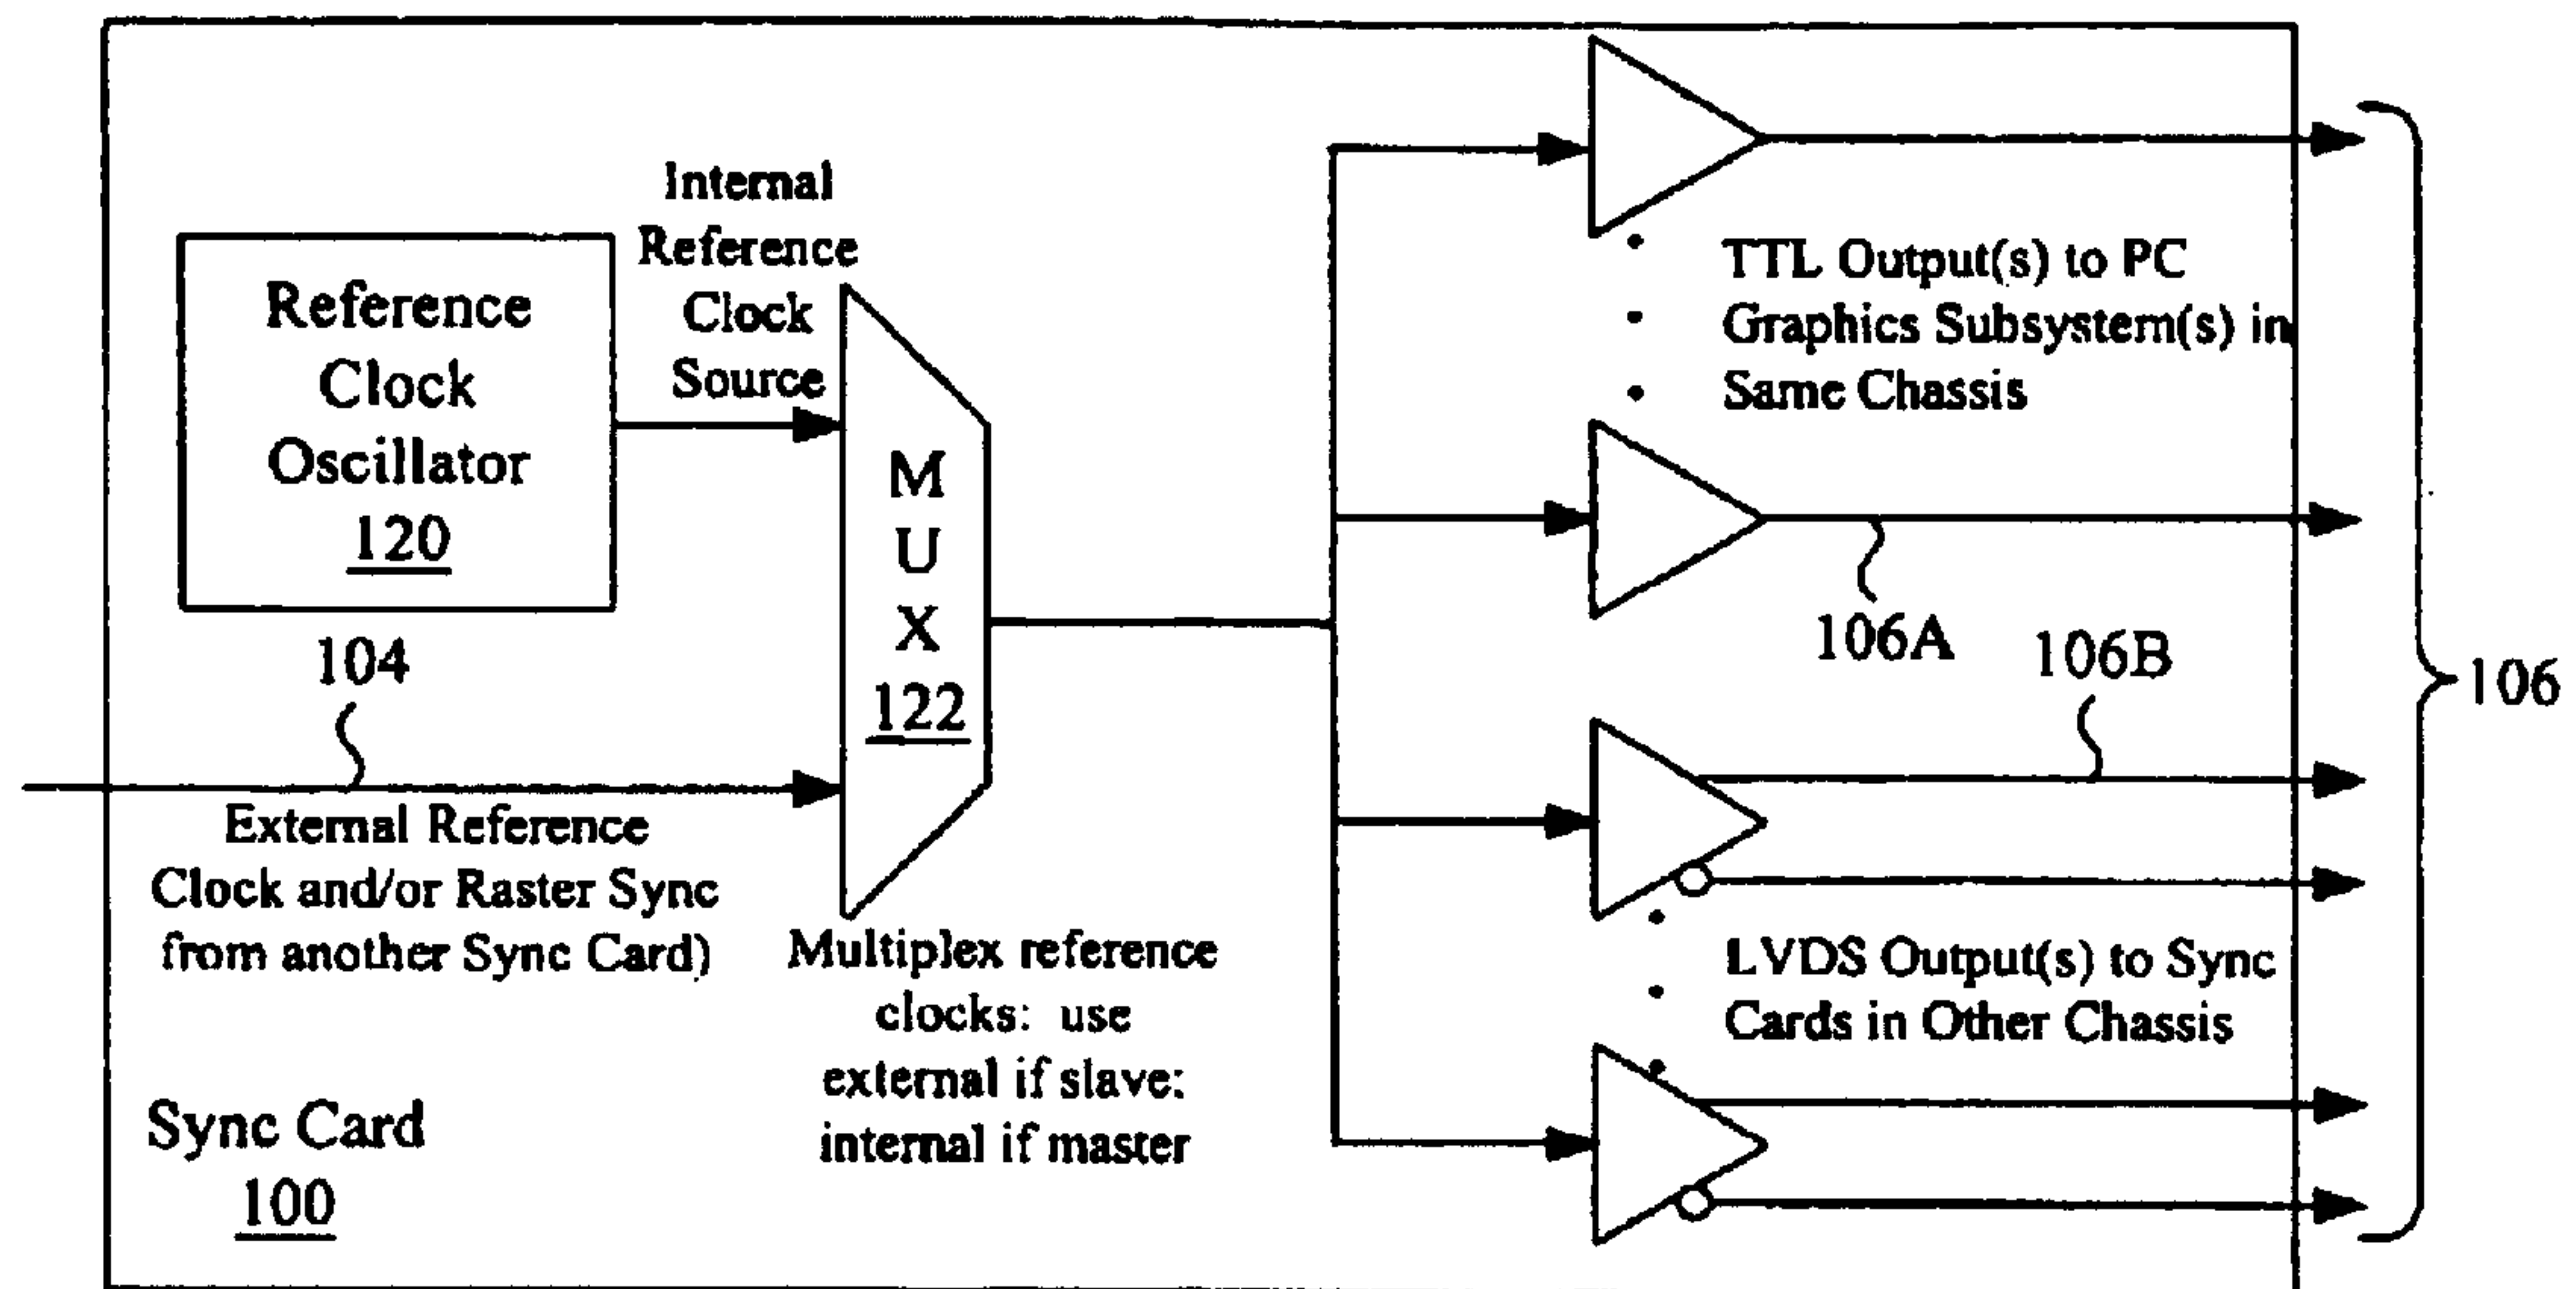 Internal
Reference
Clock
Source
Reference
Clock
Oscillator
120
104
External Reference
Clock and/or Raster Sync
from another Sync Card)
M
U
X
122
Multiplex reference
clocks: use
external if slave:
internal if master
Sync Card
100
TTL Output(s) to PC
Graphics Subsystem(s) in
Same Chassis
106A
106B
106
LVDS Output(s) to Sync
Cards in Other Chassis